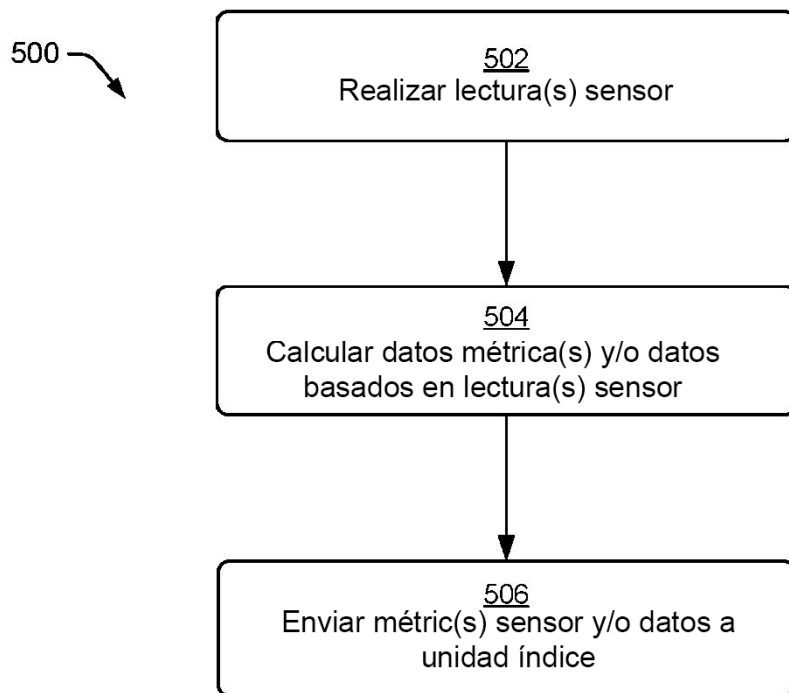 500
502
Realizar lectura(s) sensor
504
Calcular datos métrica(s) y/o datos
basados en lectura(s) sensor
506
Enviar métric(s) sensor y/o datos a
unidad índice